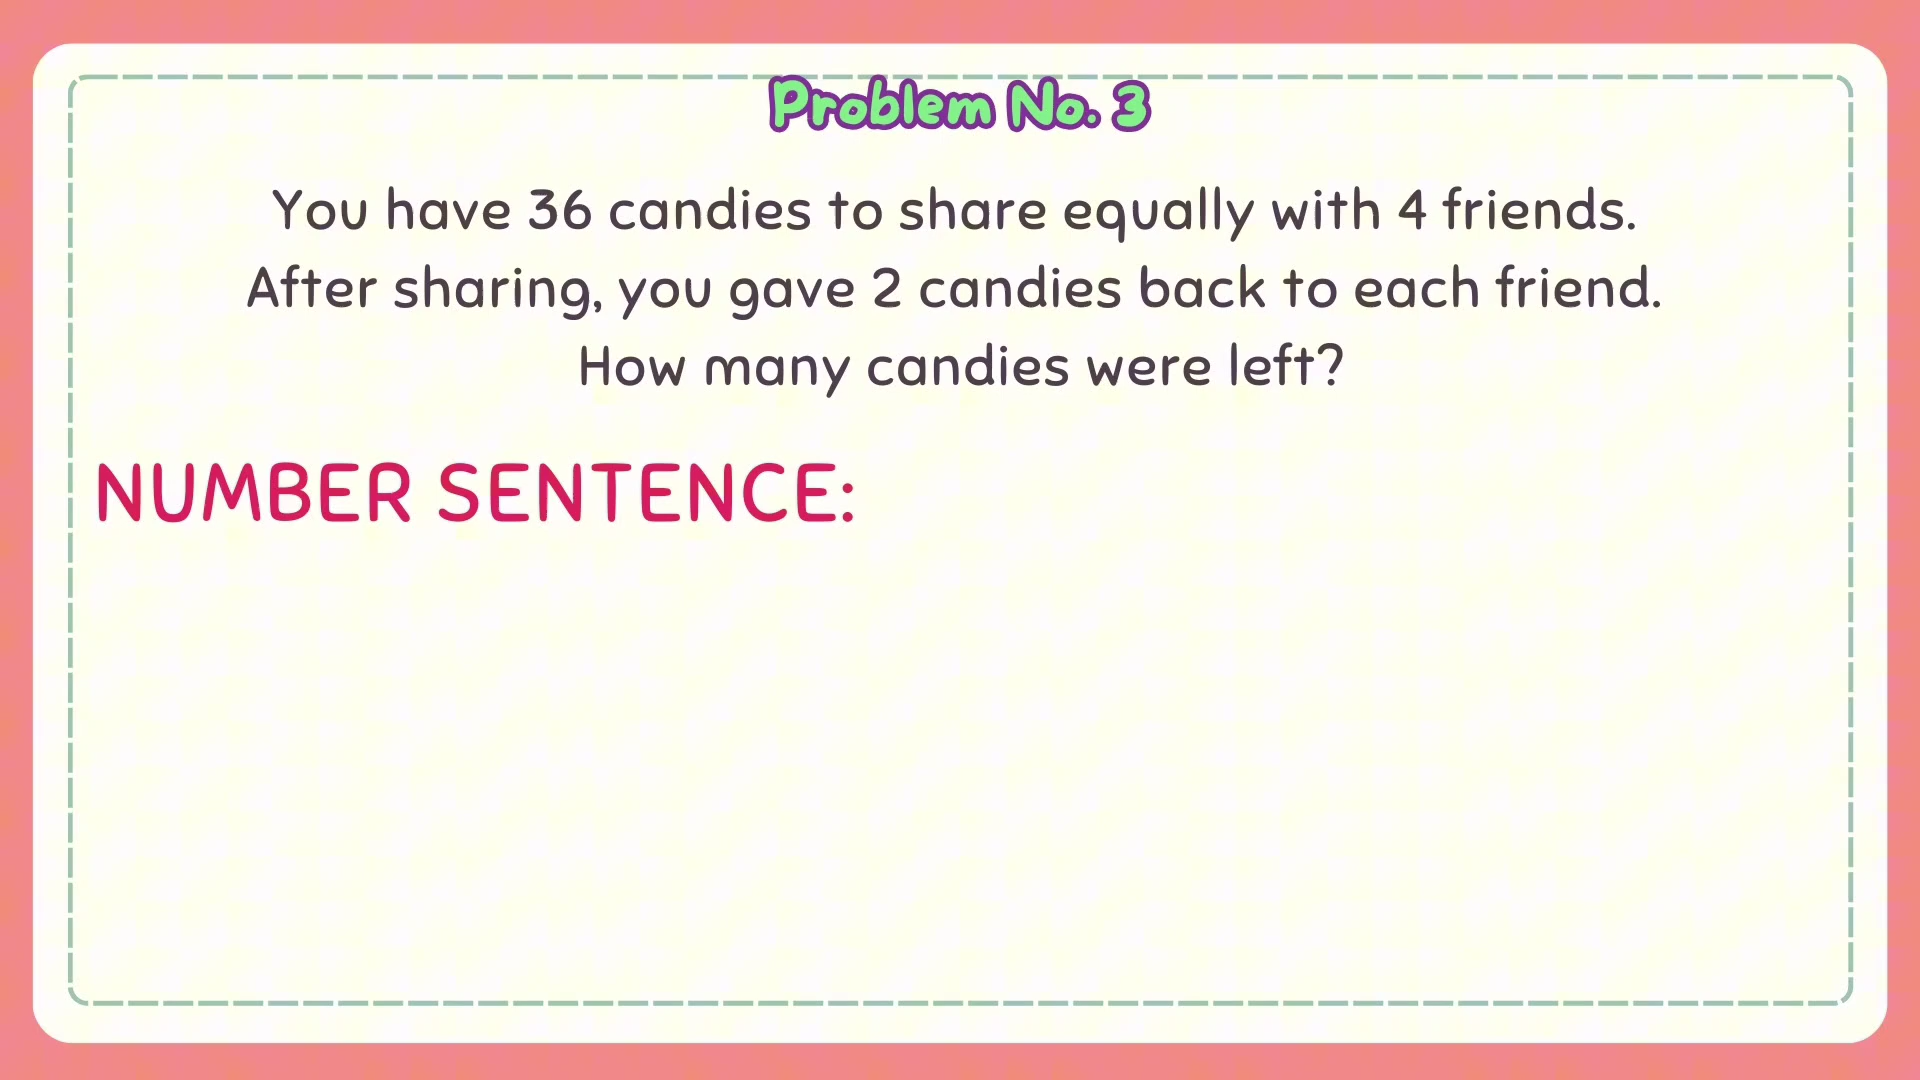 Problem No. 3
You have 36 candies to share equally with 4 friends.
After sharing, you gave 2 candies back to each friend.
How many candies were left?
NUMBER SENTENCE: